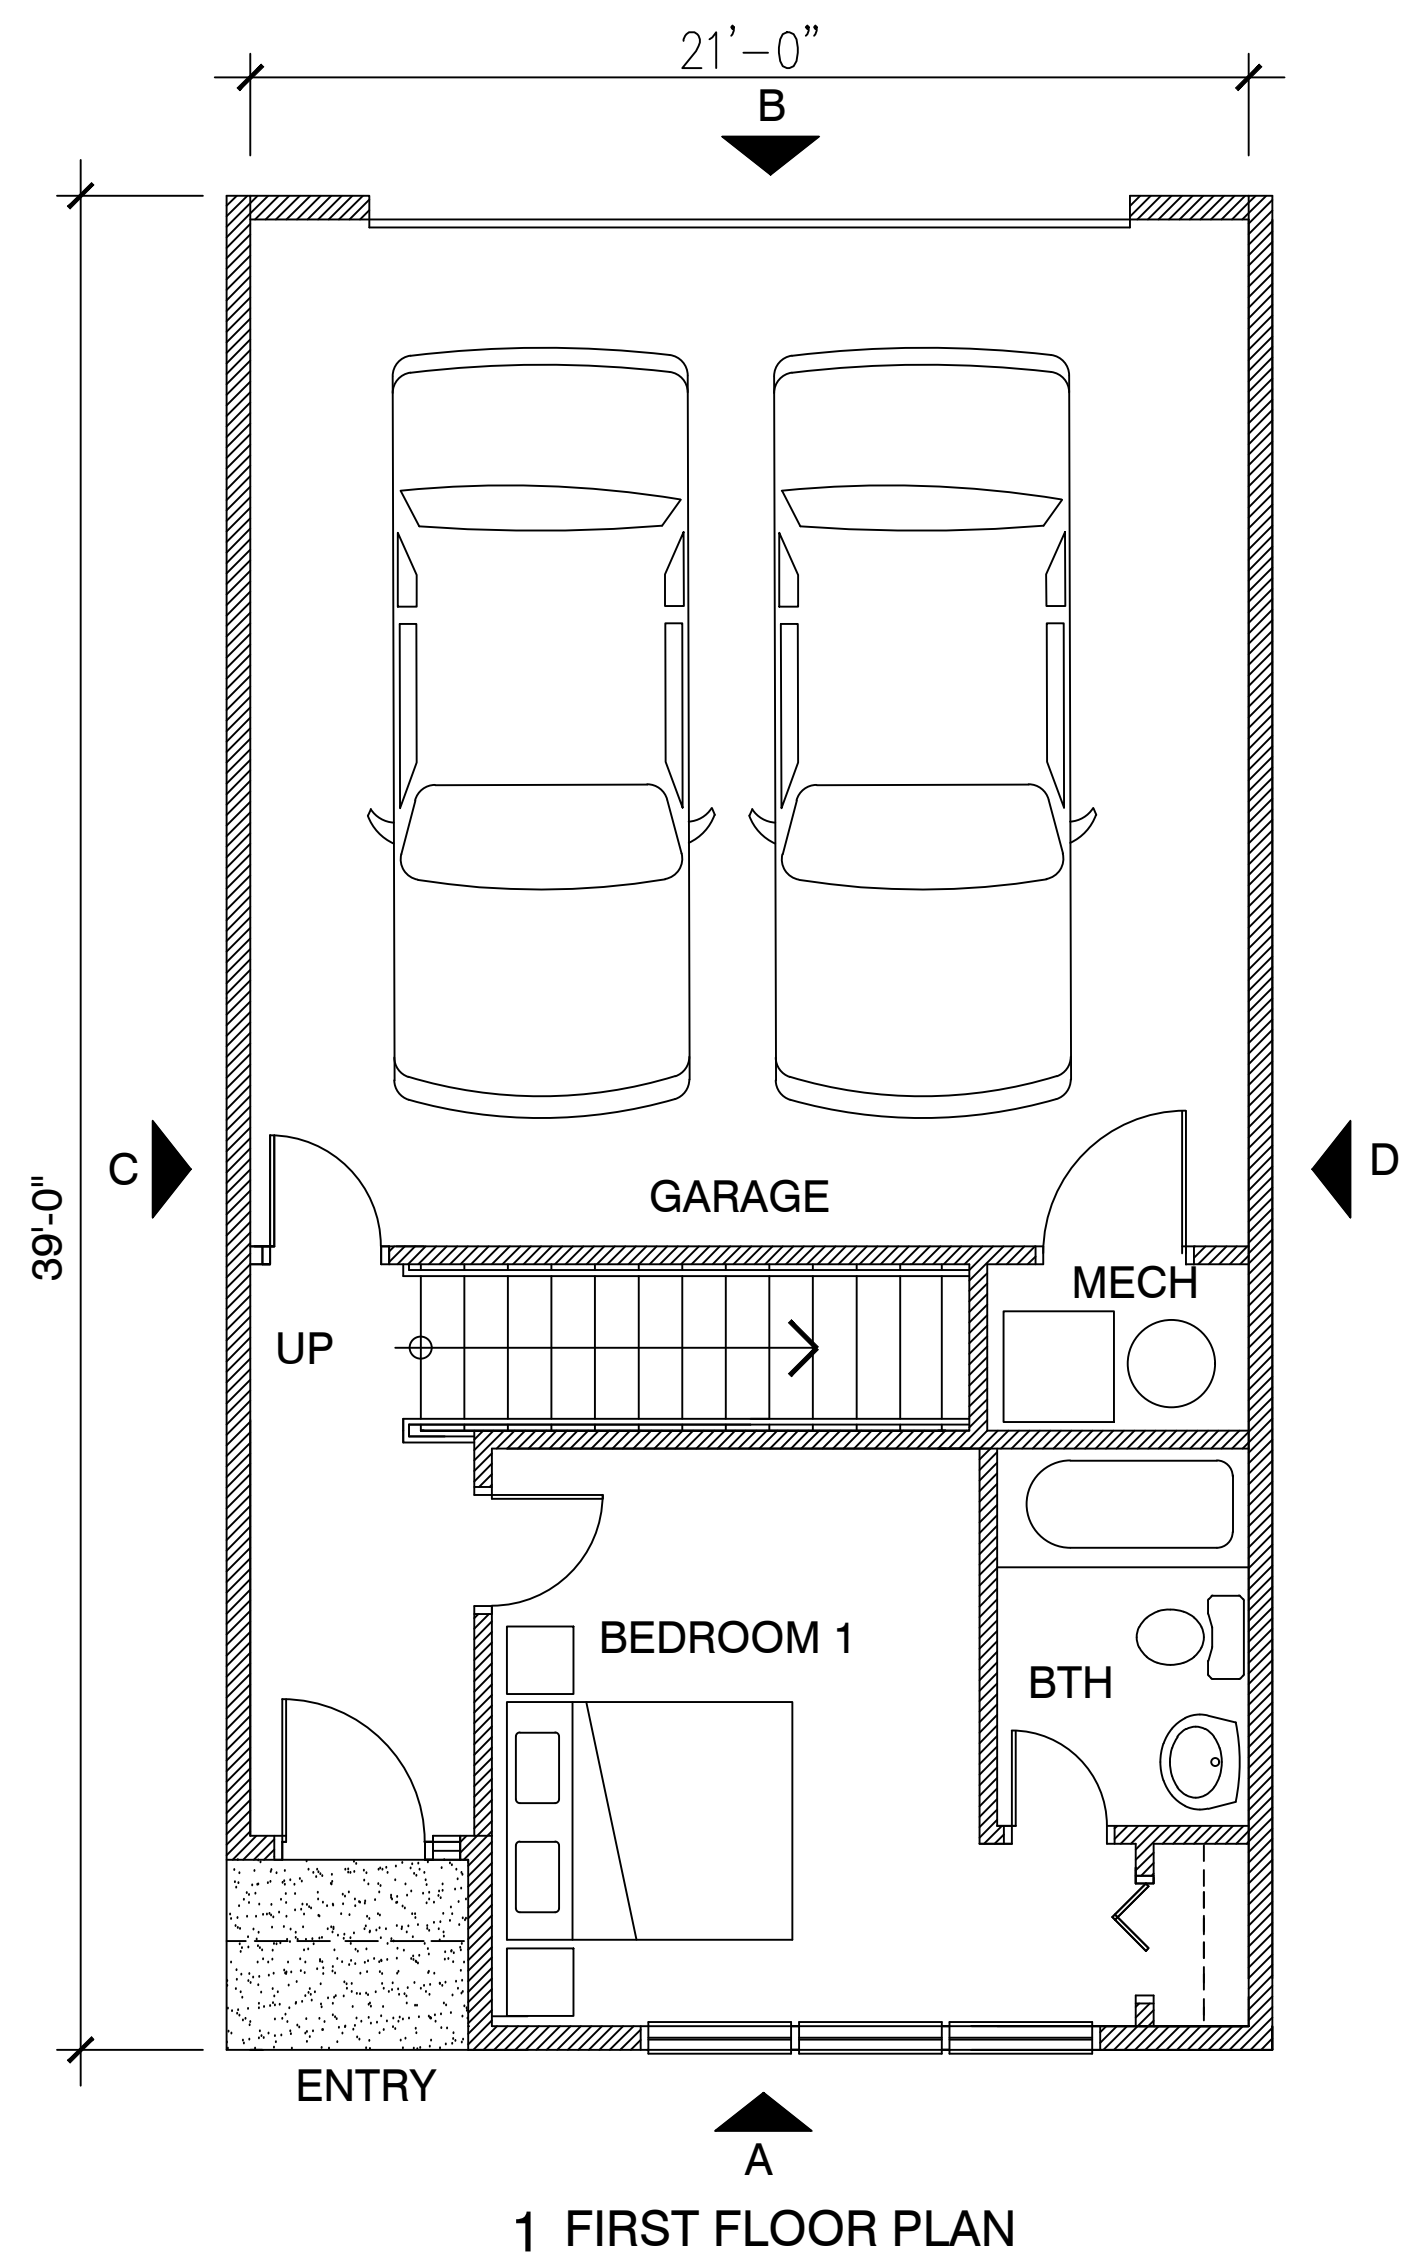 21’–0”
B
C
D
39'-0"
GARAGE
MECH
UP
BEDROOM 1
BTH
ENTRY
A
1 FIRST FLOOR PLAN